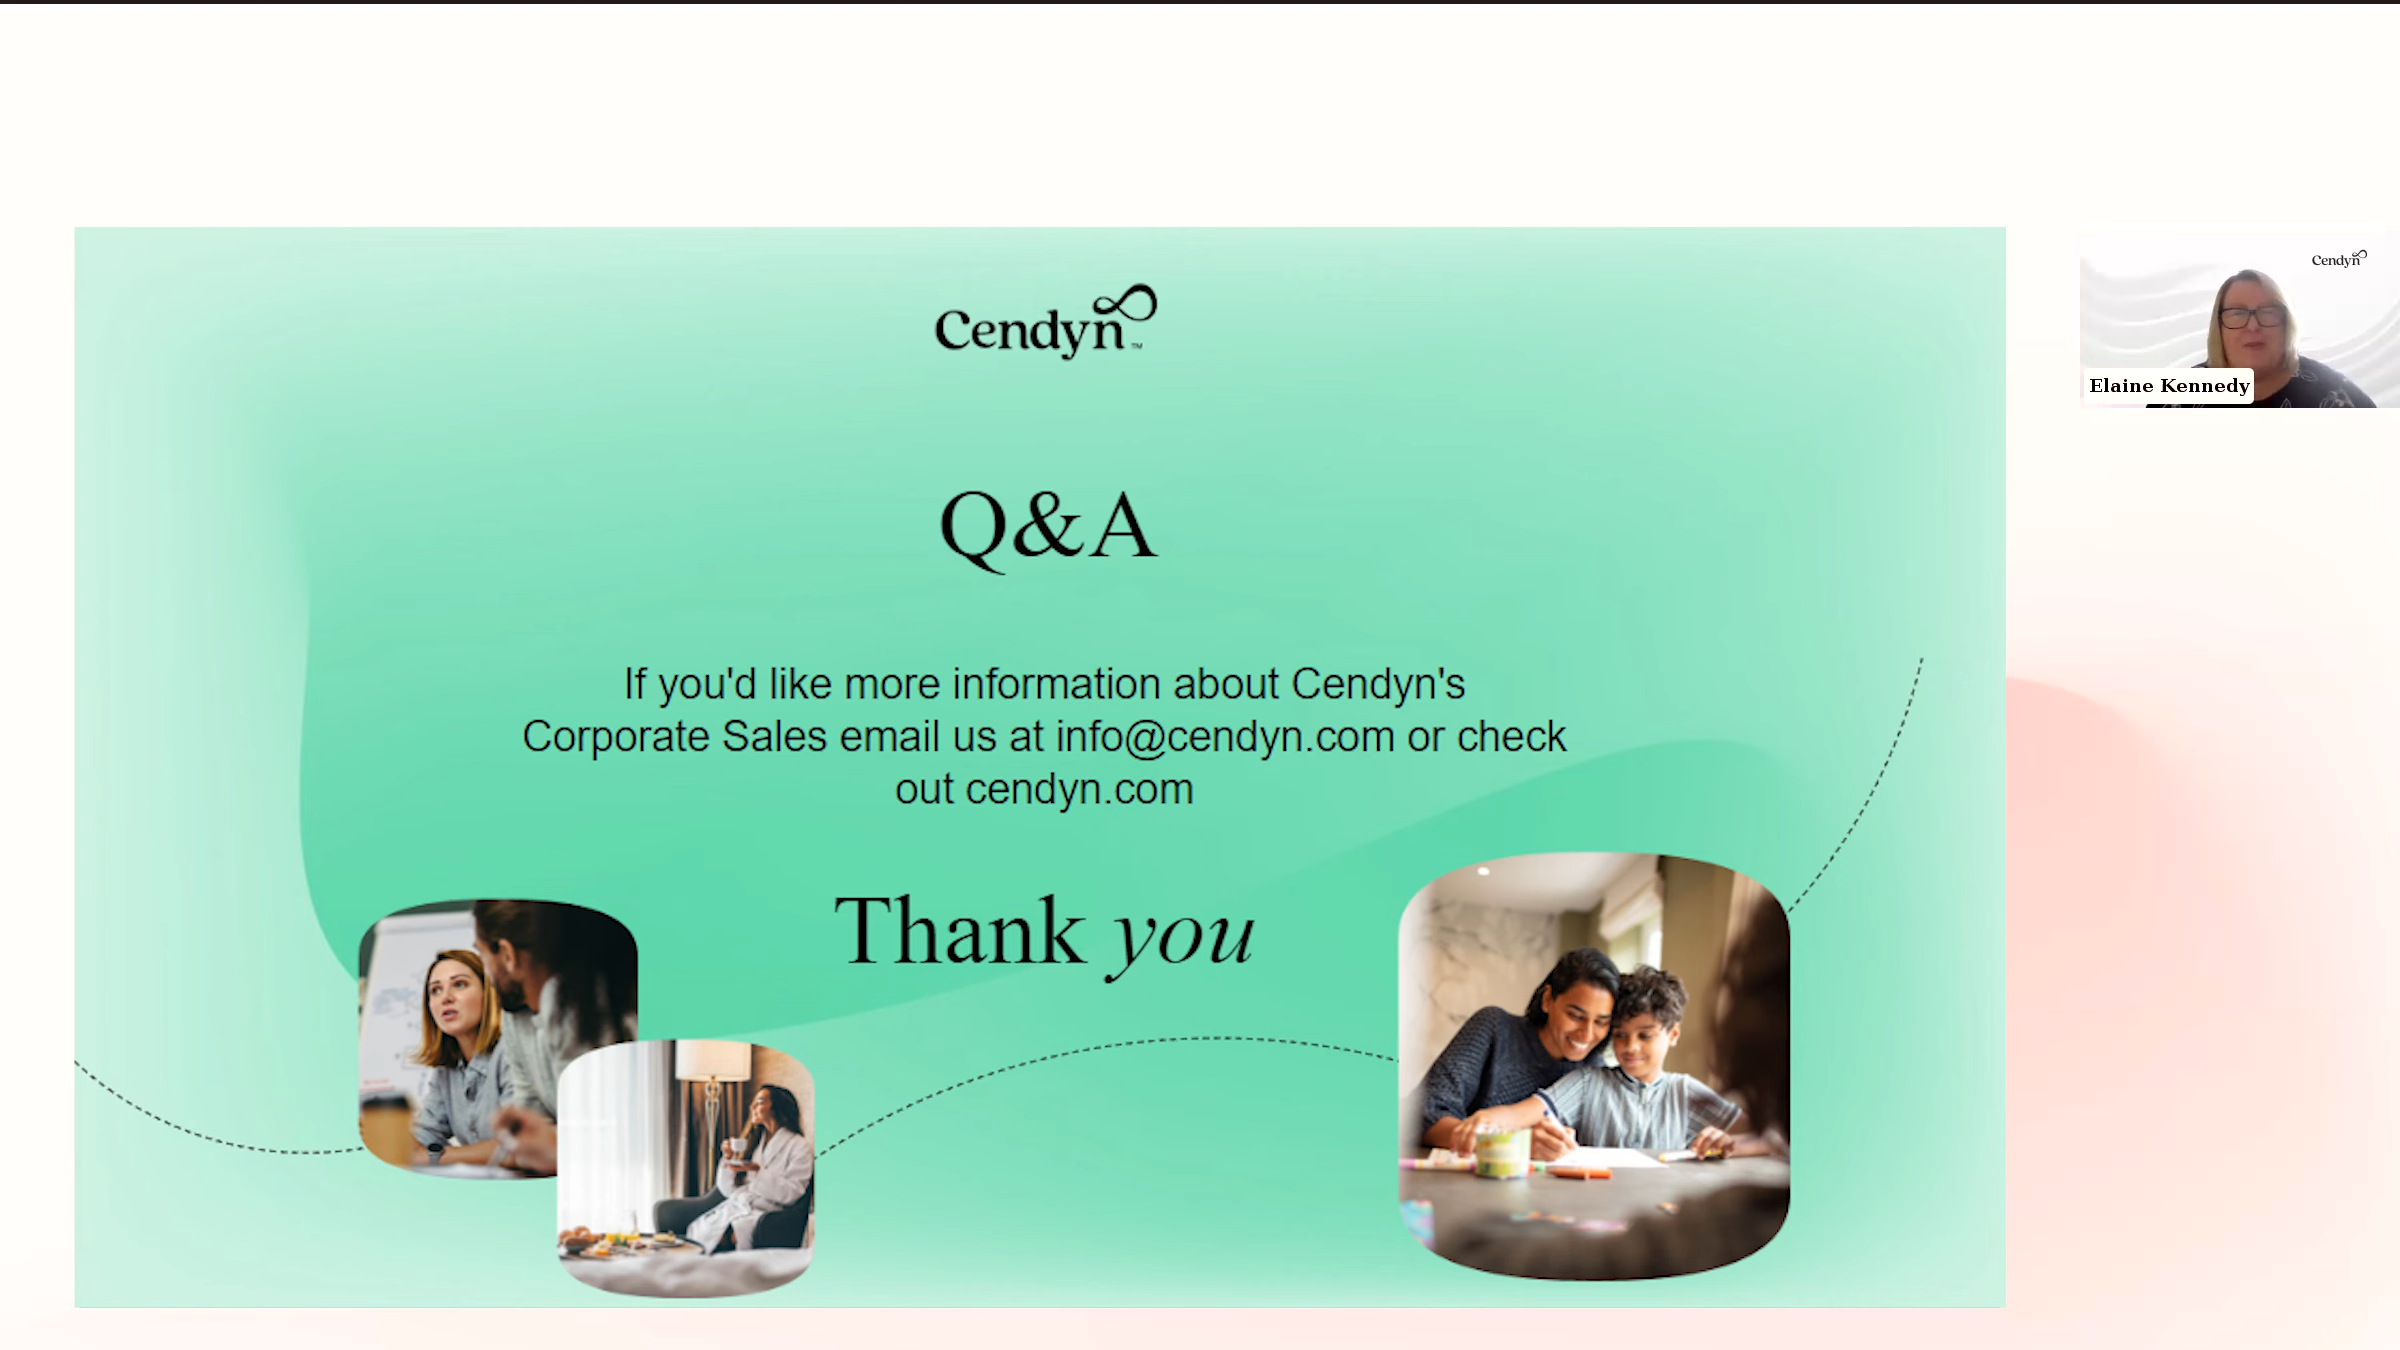 Cendyn™
Q&A
If you'd like more information about Cendyn's
Corporate Sales email us at info@cendyn.com or check
out cendyn.com
Thank you
Cendyn
Elaine Kennedy